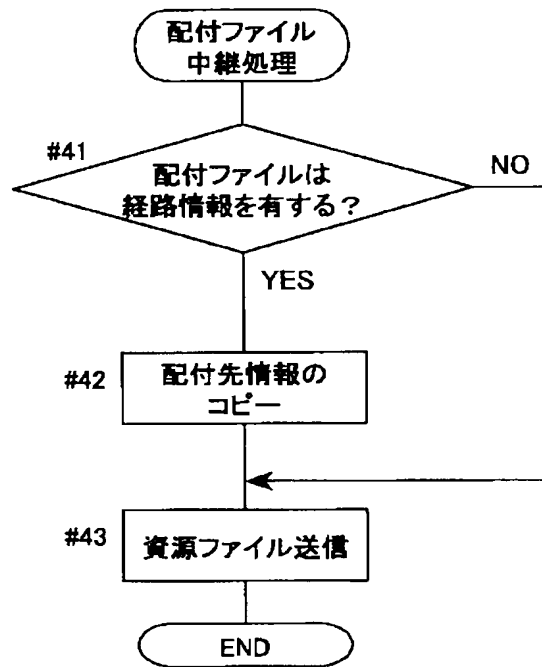 配付ファイル
中継処理
#41
配付ファイルは
経路情報を有する？
NO
YES
#42
配付先情報の
コピー
#43
資源ファイル送信
END